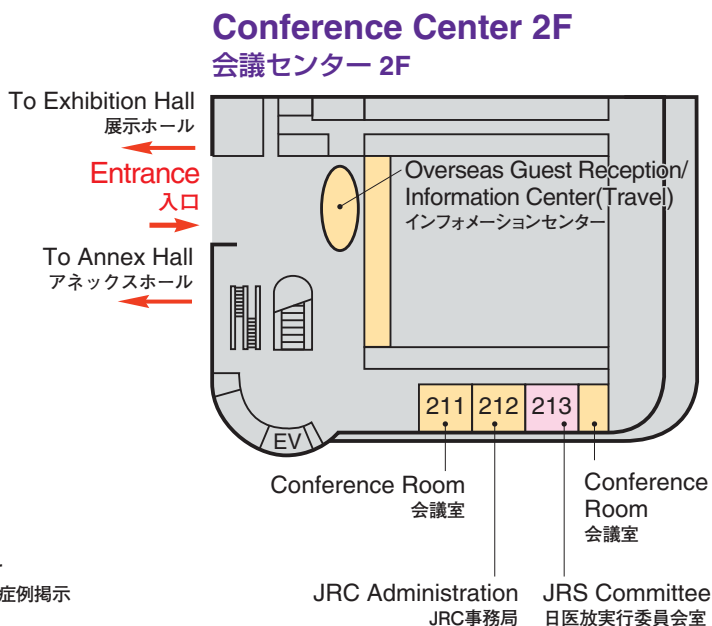 Conference Center 2F
会議センター 2F
To Exhibition Hall
展示ホール
Entrance
入口
To Annex Hall
アネックスホール
Overseas Guest Reception/
Information Center(Travel)
インフォメーションセンター
211 212 213
EV
Conference Room
会議室
Conference
Room
会議室
JRC Administration
JRC事務局
JRS Committee
日医放実行委員会室
症例掲示